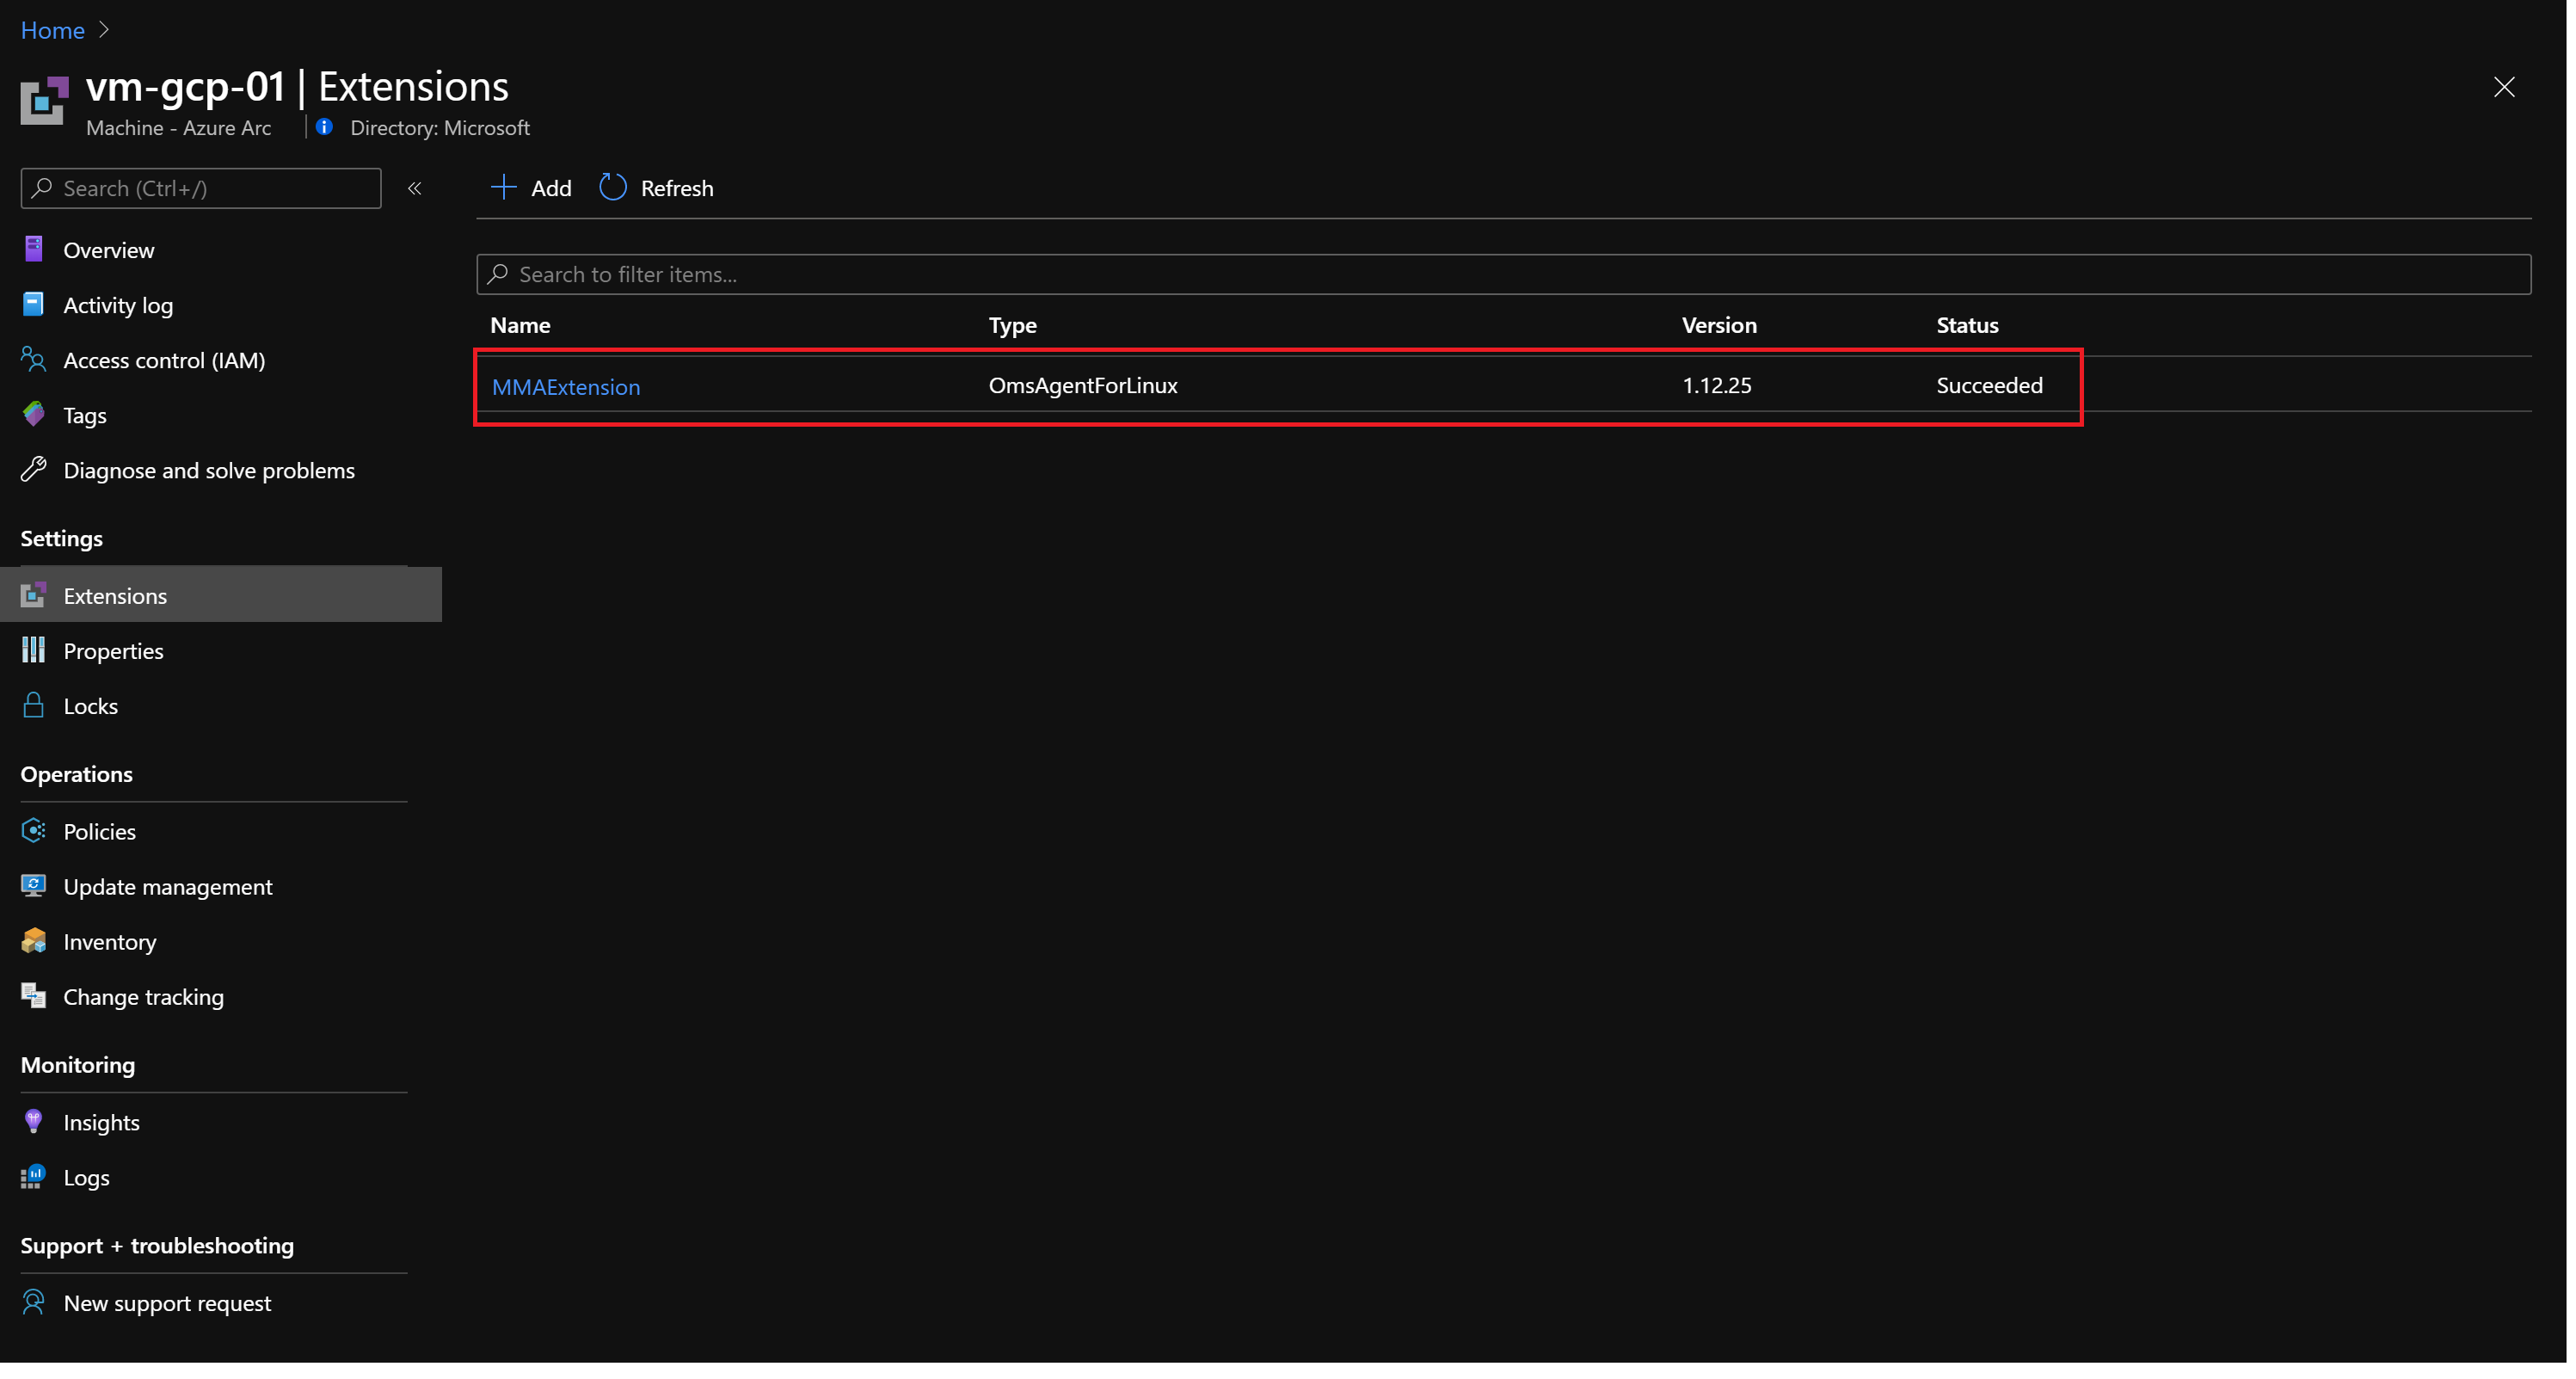 Home
vm-gcp-01 | Extensions
Machine - Azure Arc
Directory: Microsoft
Search (Ctrl+/)
Add
Refresh
Overview
Activity log
Access control (IAM)
Tags
Diagnose and solve problems
Settings
Extensions
Properties
Locks
Operations
Policies
Update management
Inventory
Change tracking
Monitoring
Insights
Logs
Support + troubleshooting
New support request
Search to filter items...
Name Type Version Status
MMAExtension OmsAgentForLinux 1.12.25 Succeeded